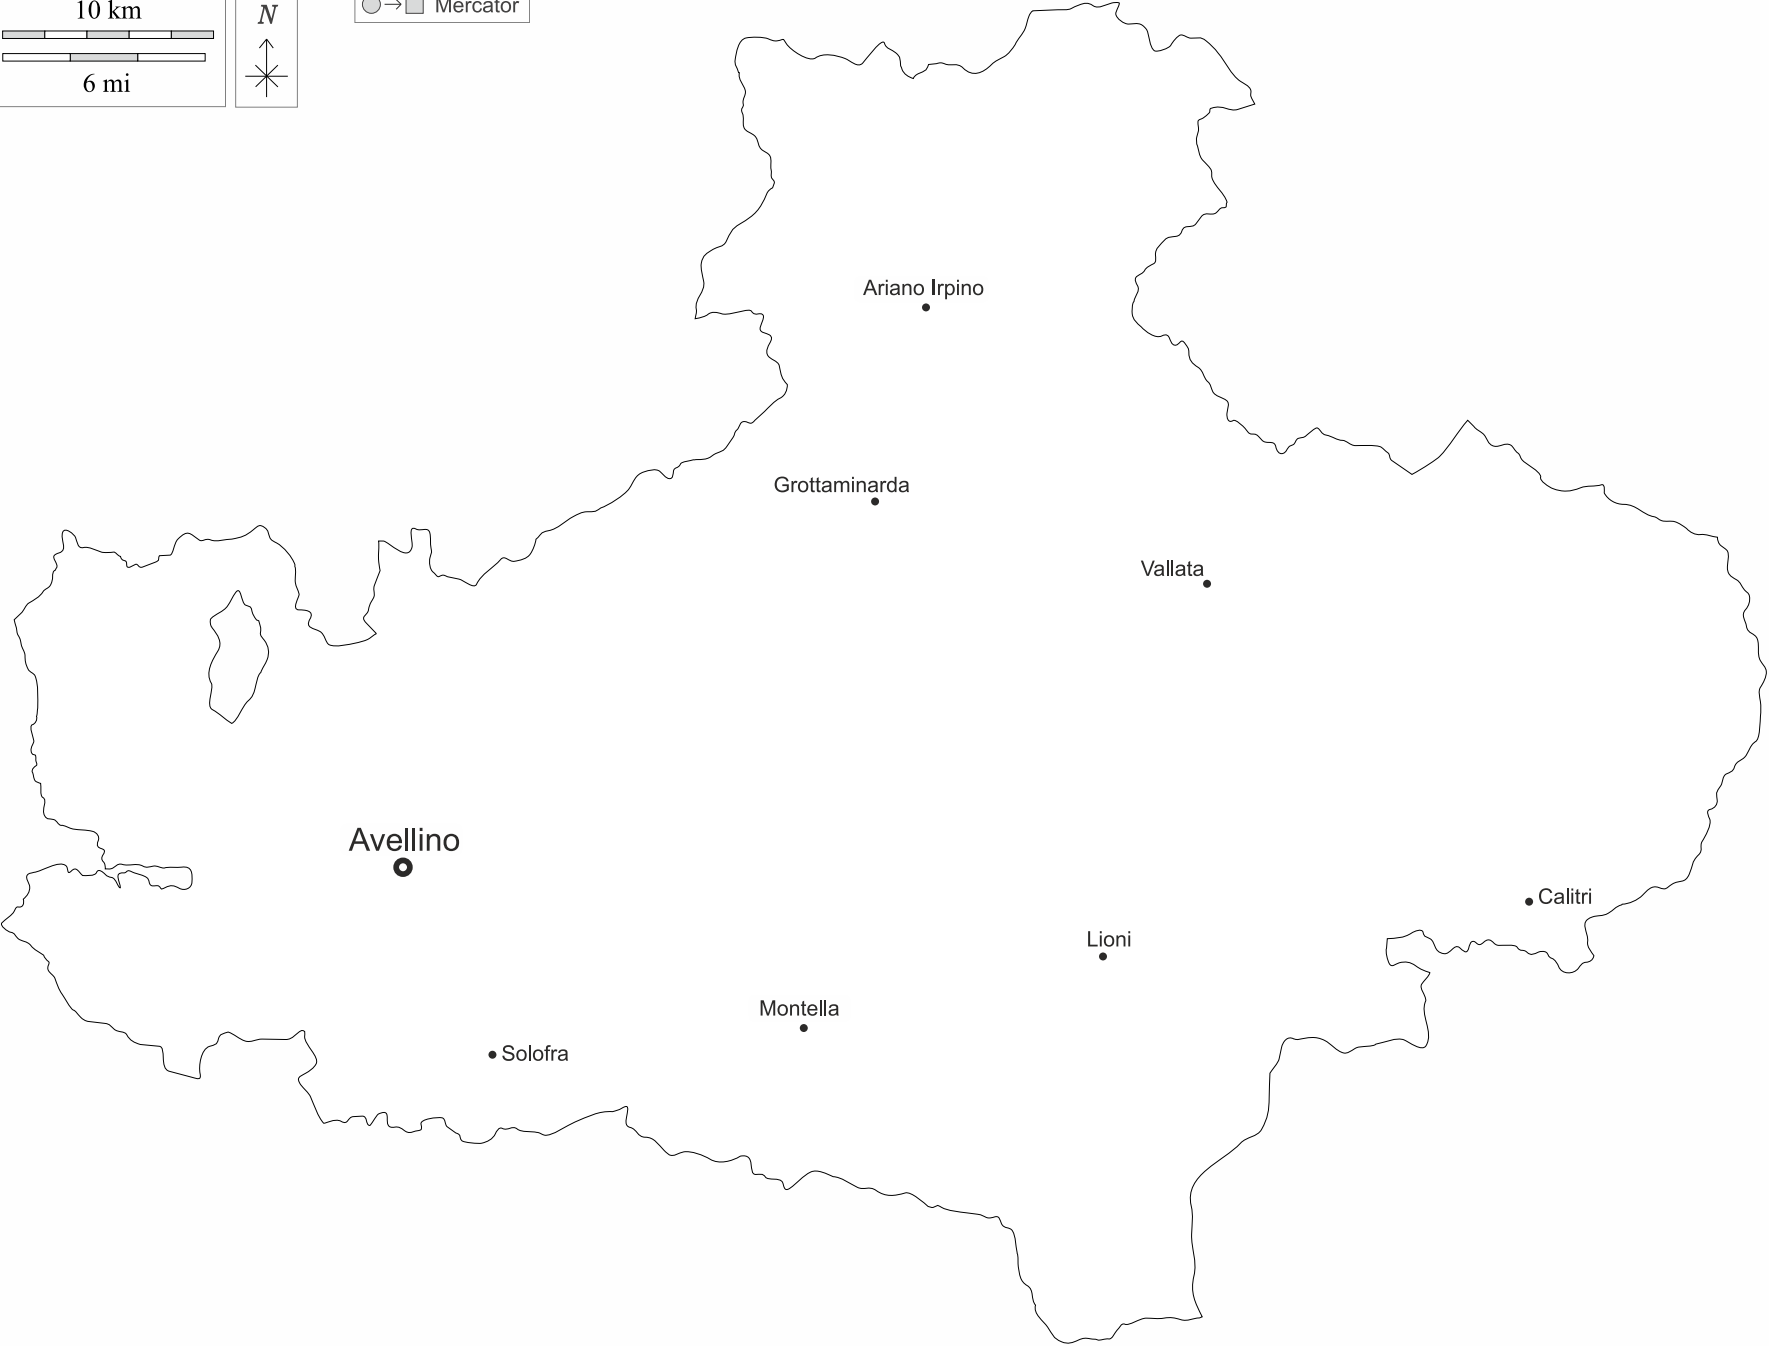 10 km
6 mi
N
Mercator
Ariano Irpino
Grottaminarda
Vallata
Avellino
Calitri
Lioni
Montella
Solofra